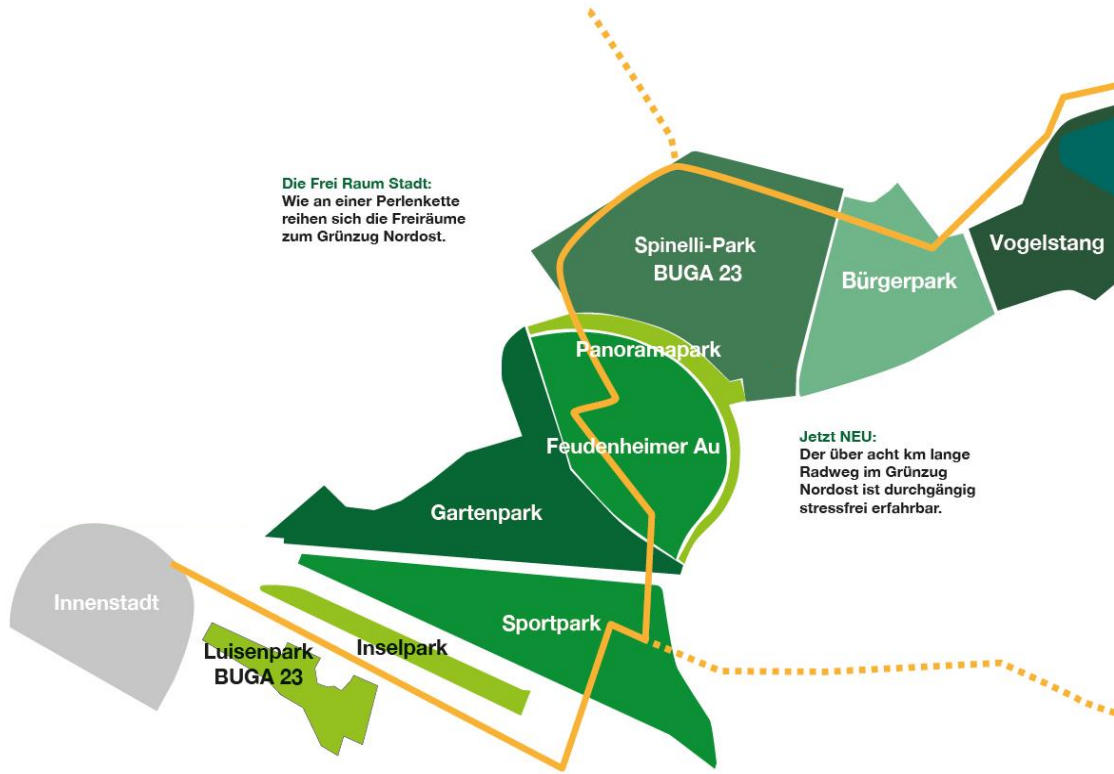 Die Frei Raum Stadt:
Wie an einer Perlenkette
reihen sich die Freiräume
zum Grünzug Nordost.
Spinelli-Park
BUGA 23
Vogelstang
Bürgerpark
Panoramapark
Feudenheimer Au
Jetzt NEU:
Der über acht km lange
Radweg im Grünzug
Nordost ist durchgängig
stressfrei erfahrbar.
Gartenpark
Innenstadt
Sportpark
Inselpark
Luisenpark
BUGA 23